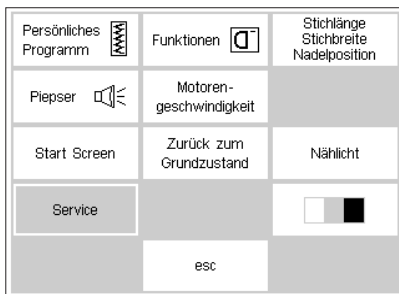 Persönliches
Programm
Funktionen
Stichlänge
Stichbreite
Nadelposition
Piepser
Motoren-
geschwindigkeit
Start Screen
Zurück zum
Grundzustand
Nählicht
Service
esc